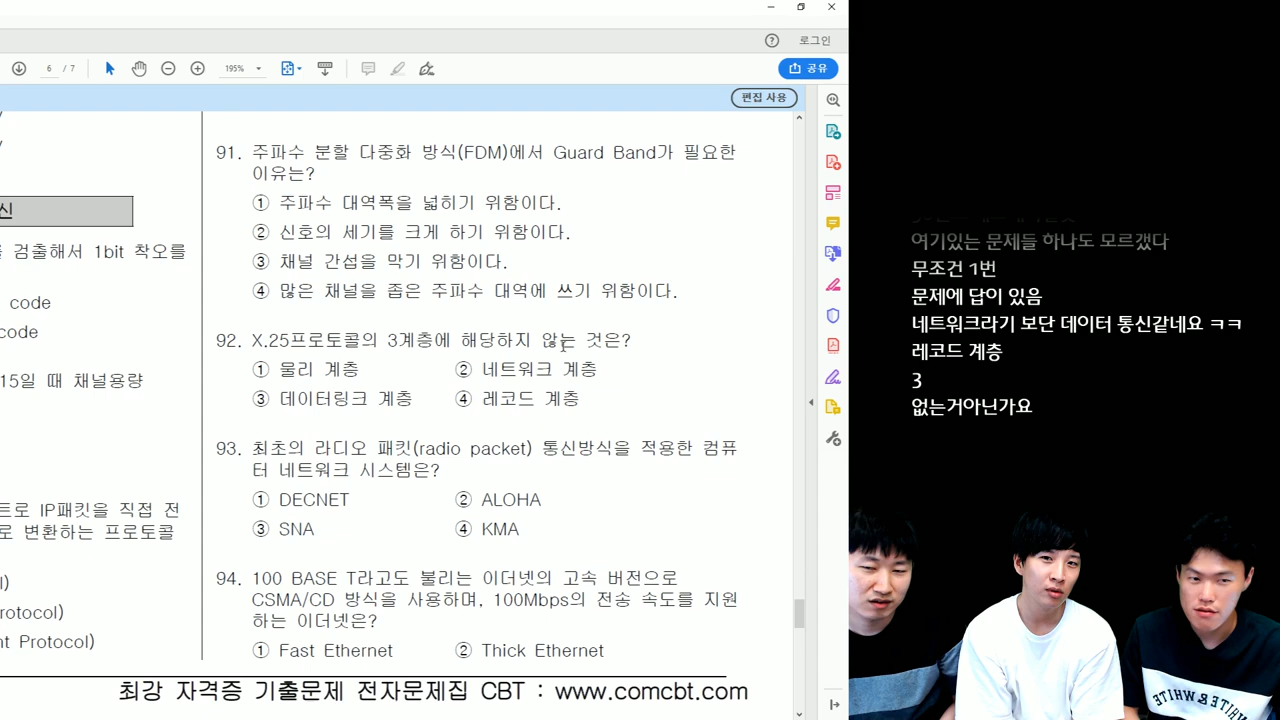 로그인
6 / 7
195%
공유
편집 사용
신
검출해서 1bit 착오를
code
code
15일 때 채널용량
트로 IP패킷을 직접 전
로 변환하는 프로토콜
l)
rotocol)
nt Protocol)
91. 주파수 분할 다중화 방식(FDM)에서 Guard Band가 필요한
이유는?
① 주파수 대역폭을 넓히기 위함이다.
② 신호의 세기를 크게 하기 위함이다.
③ 채널 간섭을 막기 위함이다.
④ 많은 채널을 좁은 주파수 대역에 쓰기 위함이다.
92. X.25프로토콜의 3계층에 해당하지 않는 것은?
① 물리 계층 ② 네트워크 계층
③ 데이터링크 계층 ④ 레코드 계층
93. 최초의 라디오 패킷(radio packet) 통신방식을 적용한 컴퓨
터 네트워크 시스템은?
① DECNET ② ALOHA
③ SNA ④ KMA
94. 100 BASE T라고도 불리는 이더넷의 고속 버전으로
CSMA/CD 방식을 사용하며, 100Mbps의 전송 속도를 지원
하는 이더넷은?
① Fast Ethernet ② Thick Ethernet
최강 자격증 기출문제 전자문제집 CBT : www.comcbt.com
여기있는 문제들 하나도 모르갰다
무조건 1번
문제에 답이 있음
네트워크라기 보단 데이터 통신같네요 ㅋㅋ
레코드 계층
3
없는거아닌가요